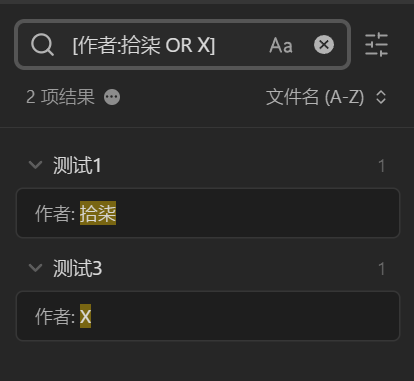 [作者:拾柒 OR X] Aa
2 项结果 文件名 (A-Z)
测试1 1
作者: 拾柒
测试3 1
作者: X